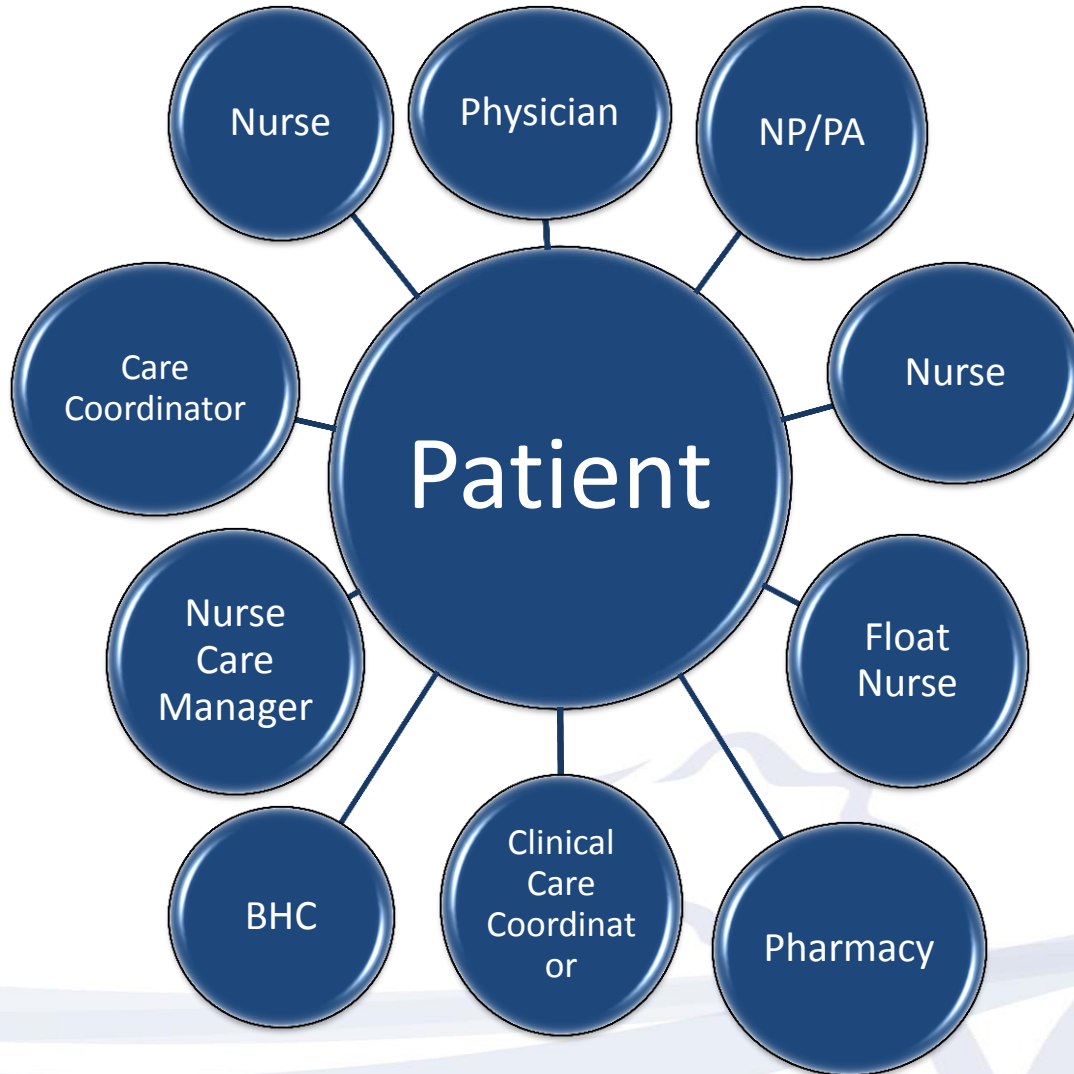 Nurse
Physician
NP/PA
Care
Coordinator
Patient
Nurse
Nurse
Care
Manager
Float
Nurse
BHC
Clinical
Care
Coordinat
or
Pharmacy